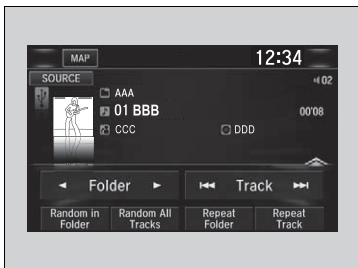 MAP 12:34
SOURCE 02
AAA
01 BBB 00'08
CCC DDD
Folder Track
Random in Folder Random All Tracks Repeat Folder Repeat Track